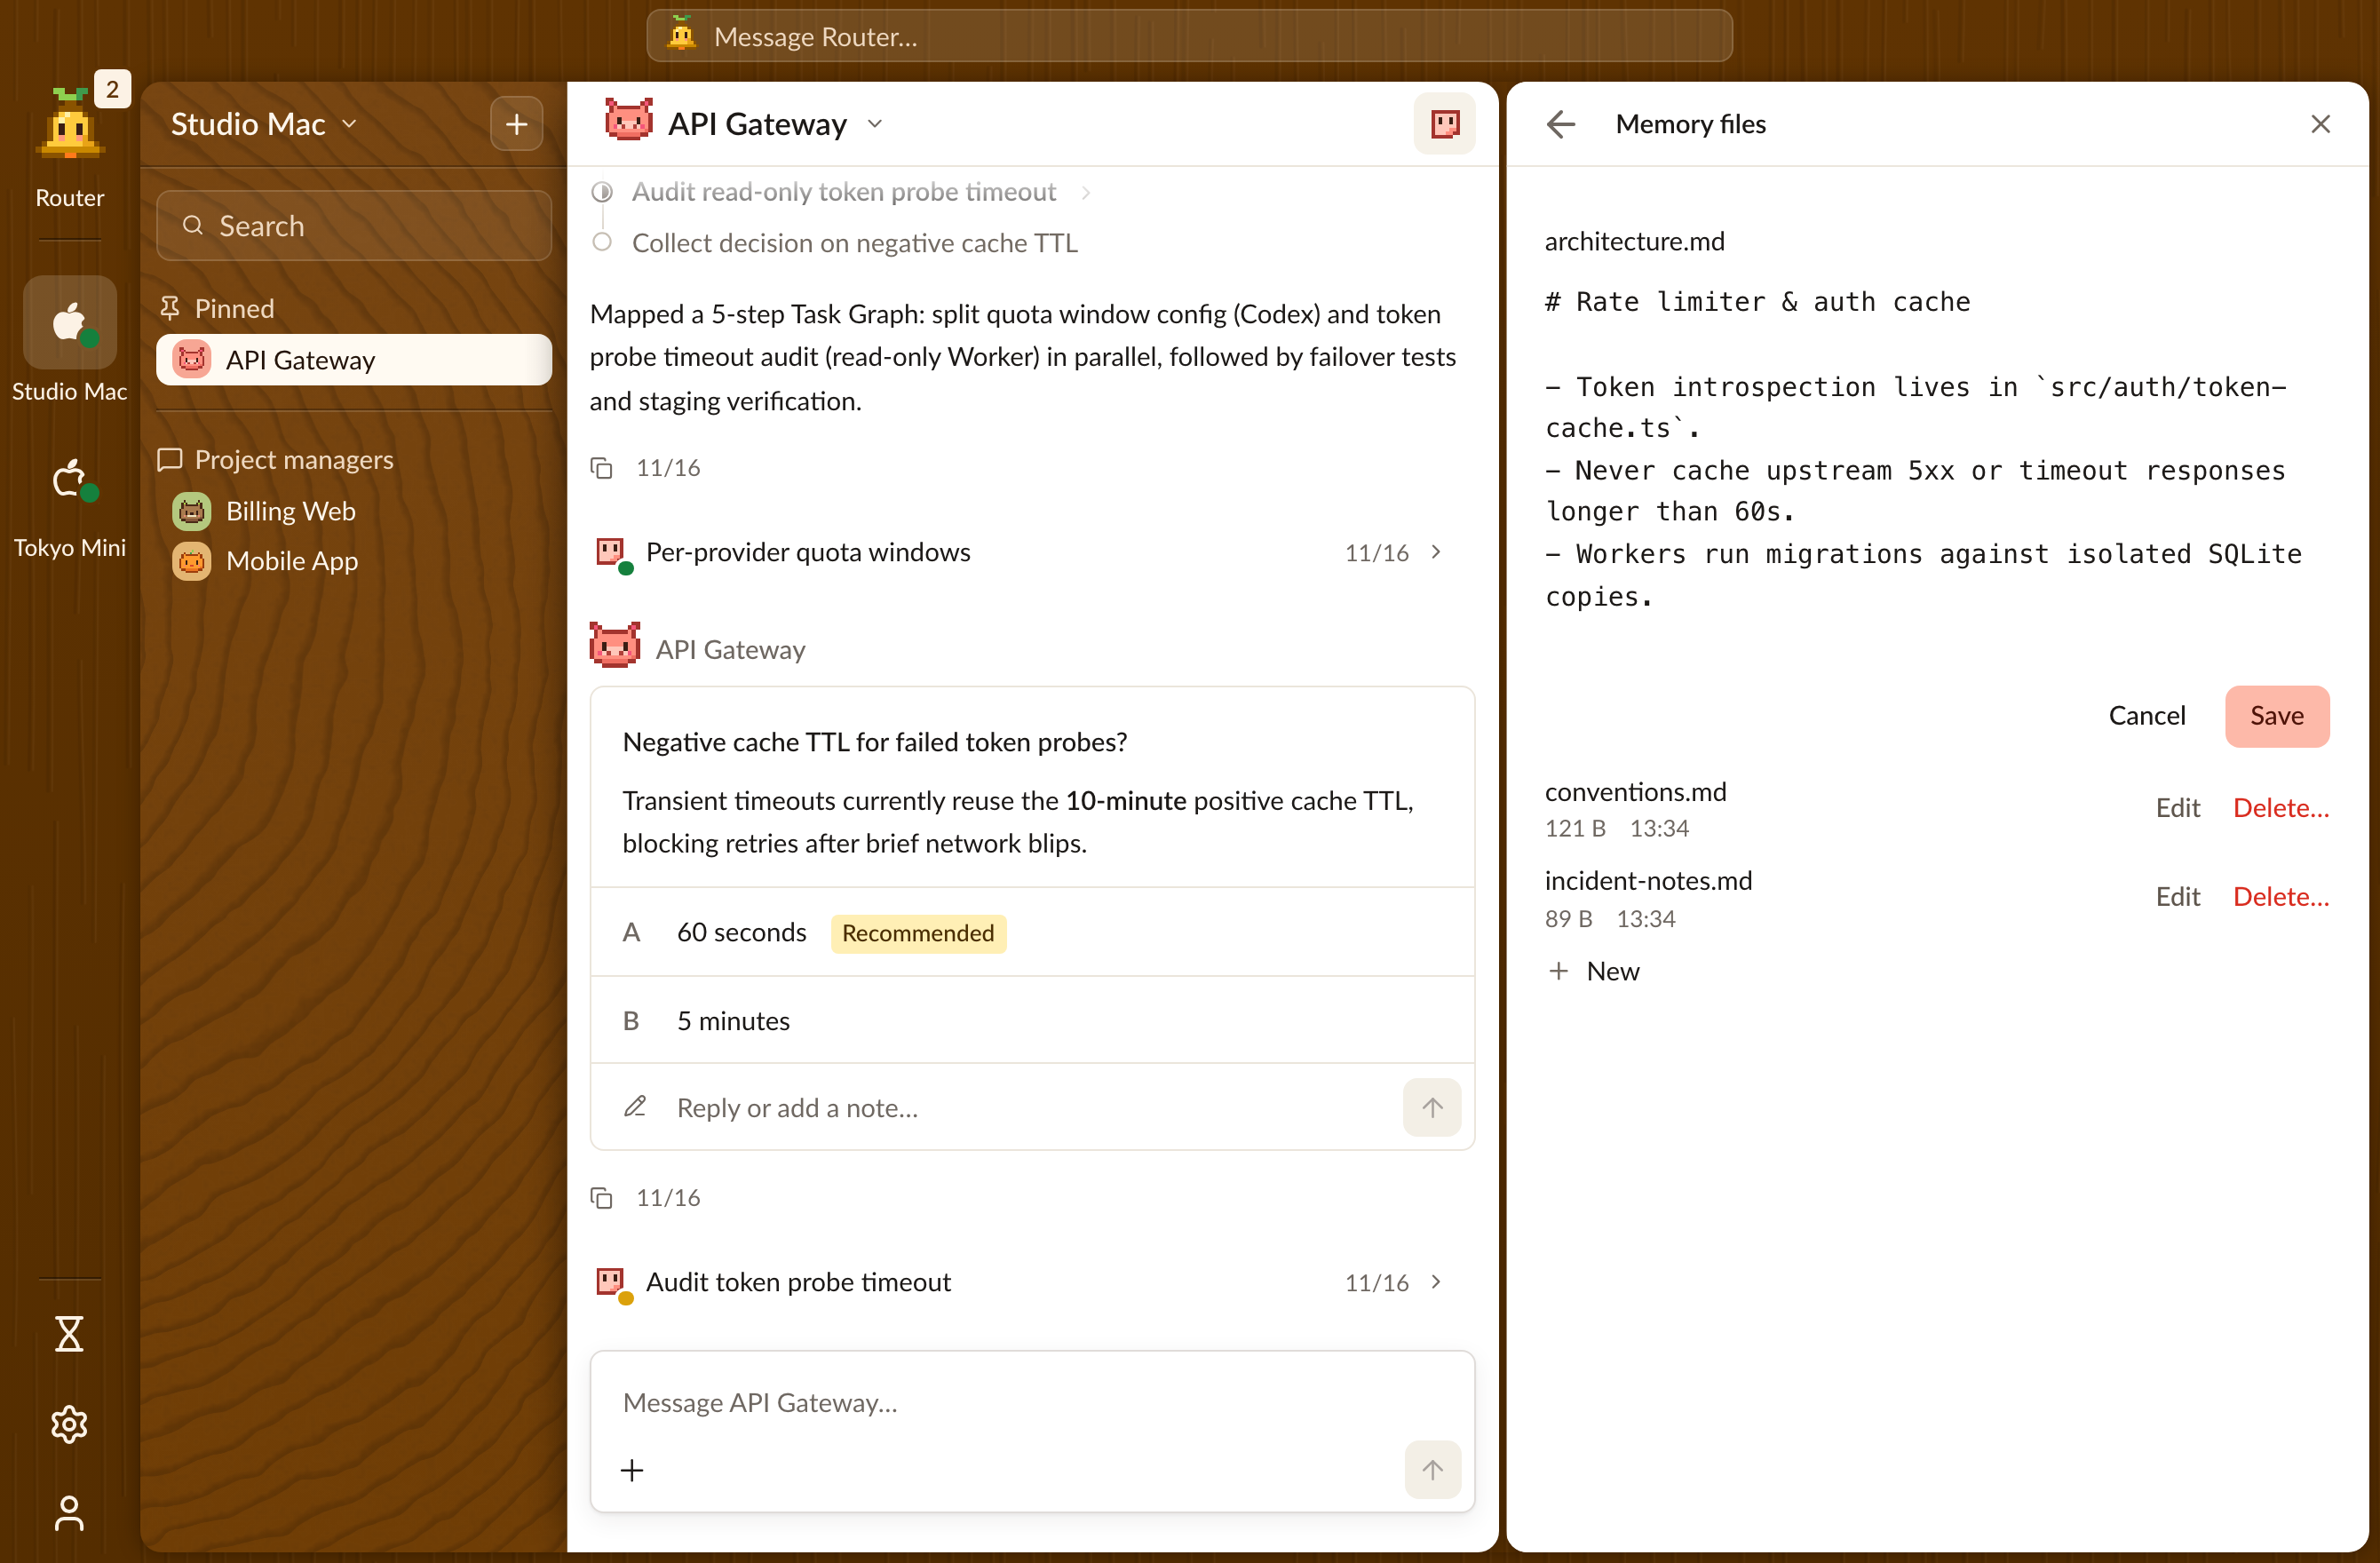 Message Router...
2
Router
Studio Mac
Tokyo Mini
Studio Mac
Search
Pinned
API Gateway
Project managers
Billing Web
Mobile App
API Gateway
Audit read-only token probe timeout
Collect decision on negative cache TTL
Mapped a 5-step Task Graph: split quota window config (Codex) and token
probe timeout audit (read-only Worker) in parallel, followed by failover tests
and staging verification.
11/16
Per-provider quota windows 11/16
API Gateway
Negative cache TTL for failed token probes?
Transient timeouts currently reuse the 10-minute positive cache TTL,
blocking retries after brief network blips.
A 60 seconds Recommended
B 5 minutes
Reply or add a note...
11/16
Audit token probe timeout 11/16
Message API Gateway...
Memory files
architecture.md
# Rate limiter & auth cache
- Token introspection lives in `src/auth/token-
cache.ts`.
- Never cache upstream 5xx or timeout responses
longer than 60s.
- Workers run migrations against isolated SQLite
copies.
Cancel Save
conventions.md
121 B 13:34
Edit Delete...
incident-notes.md
89 B 13:34
Edit Delete...
New